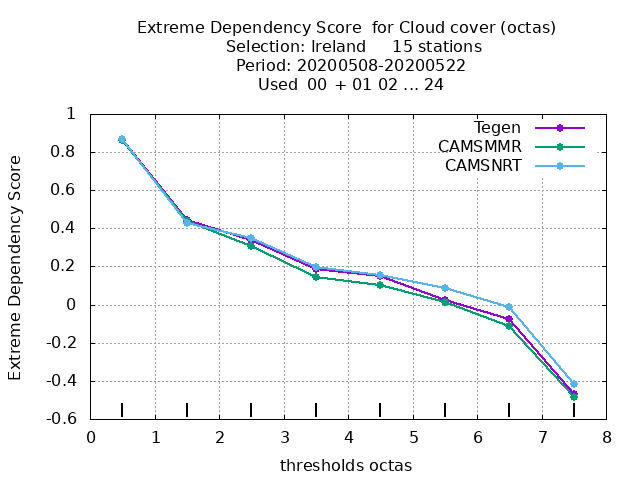 Extreme Dependency Score  for Cloud cover (octas)
Selection: Ireland     15 stations
Period: 20200508-20200522
Used  00  + 01 02 ... 24
Tegen
CAMSMMR
CAMSNRT
Extreme Dependency Score
1
0.8
0.6
0.4
0.2
0
-0.2
-0.4
-0.6
0 1 2 3 4 5 6 7 8
thresholds octas